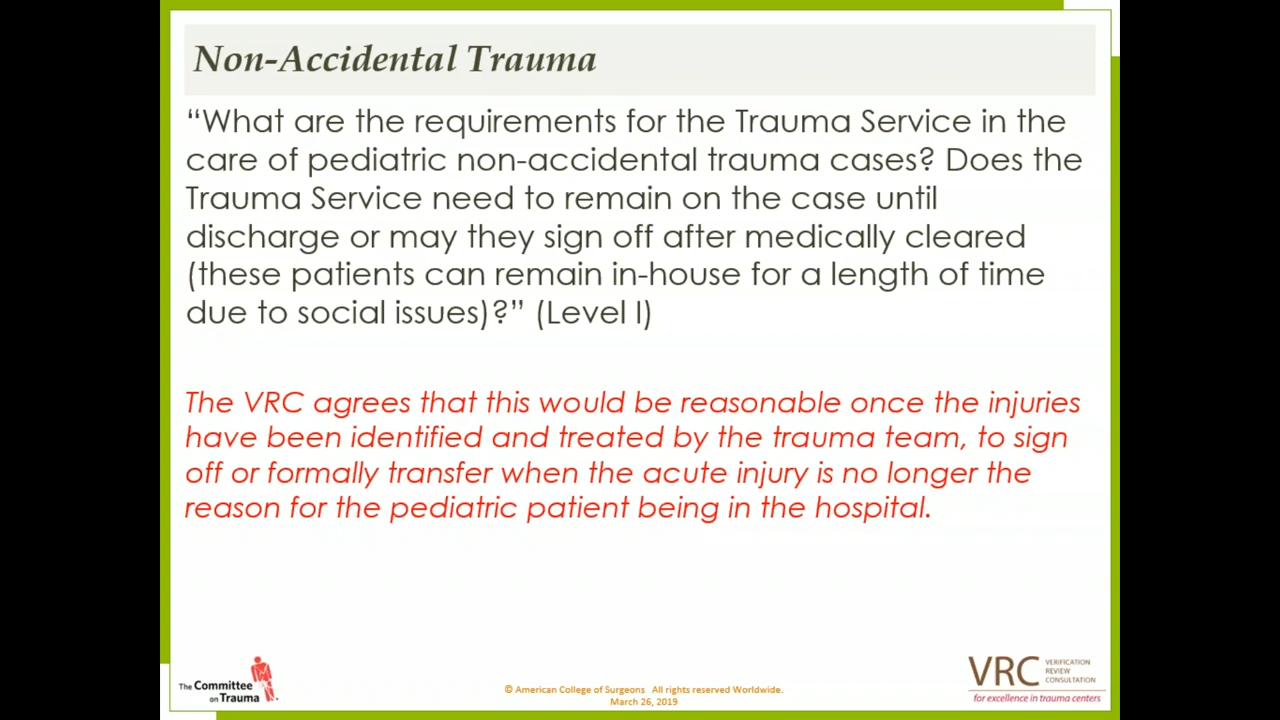 Non-Accidental Trauma
“What are the requirements for the Trauma Service in the
care of pediatric non-accidental trauma cases? Does the
Trauma Service need to remain on the case until
discharge or may they sign off after medically cleared
(these patients can remain in-house for a length of time
due to social issues)?” (Level I)
The VRC agrees that this would be reasonable once the injuries
have been identified and treated by the trauma team, to sign
off or formally transfer when the acute injury is no longer the
reason for the pediatric patient being in the hospital.
The Committee
on Trauma
© American College of Surgeons All rights reserved Worldwide.
March 26, 2019
VRC
VERIFICATION
REVIEW
CONSULTATION
for excellence in trauma centers